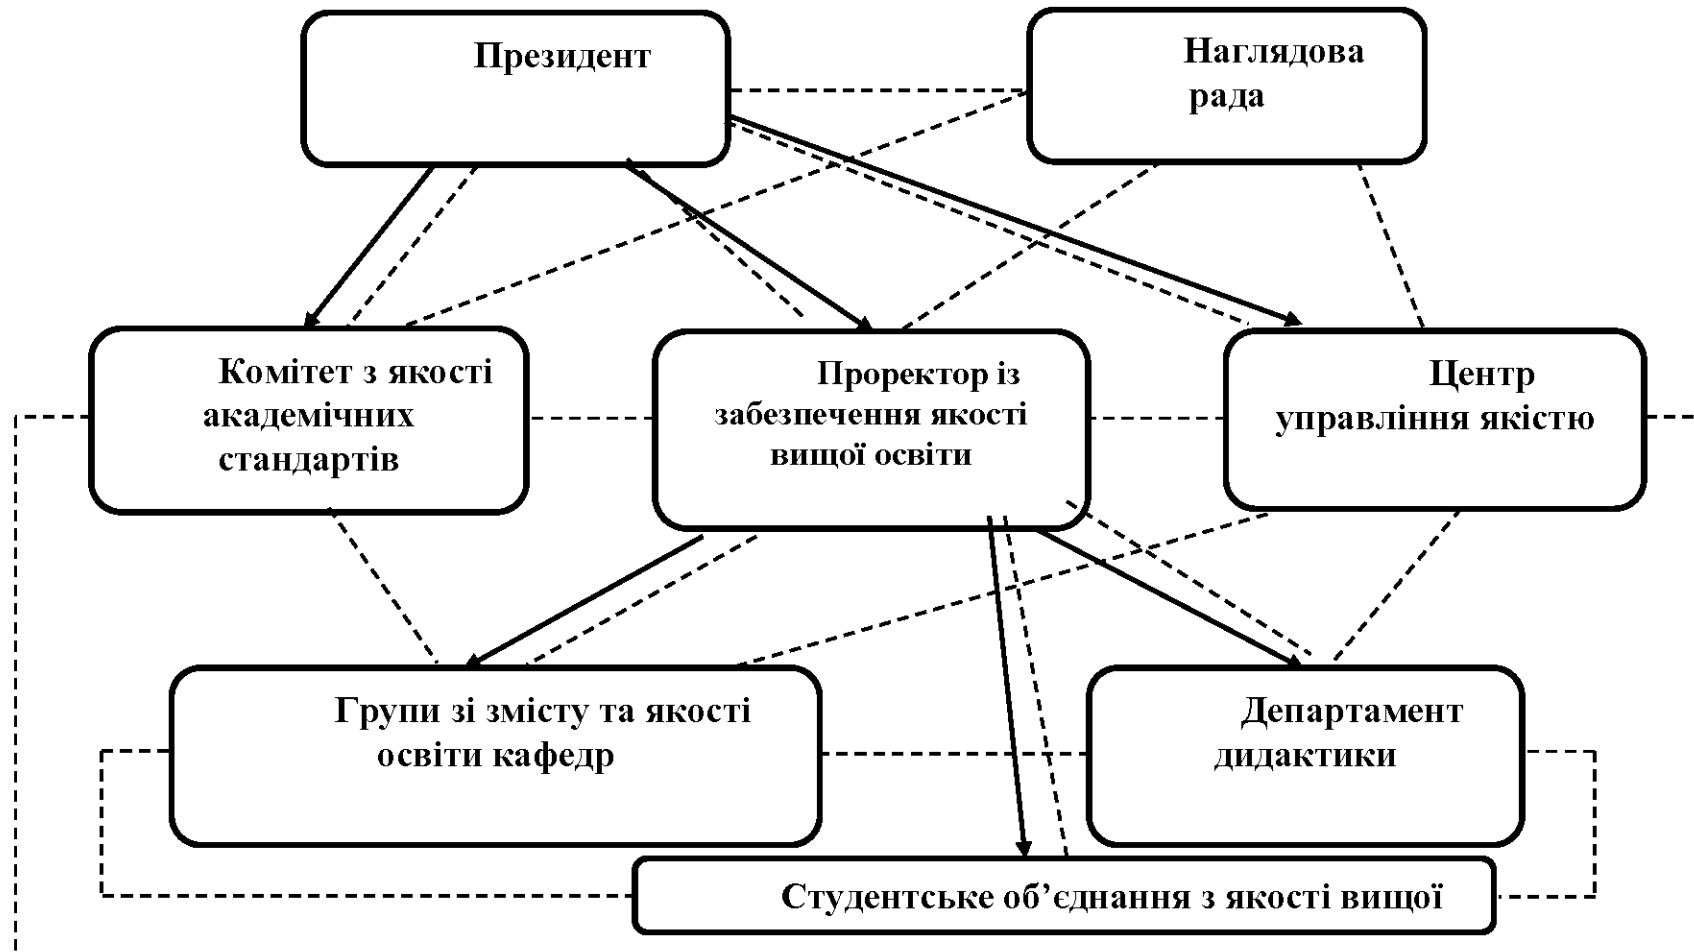 Президент
Наглядова
рада
Комітет з якості
академічних
стандартів
Проректор із
забезпечення якості
вищої освіти
Центр
управління якістю
Групи зі змісту та якості
освіти кафедр
Департамент
дидактики
Студентське об’єднання з якості вищої